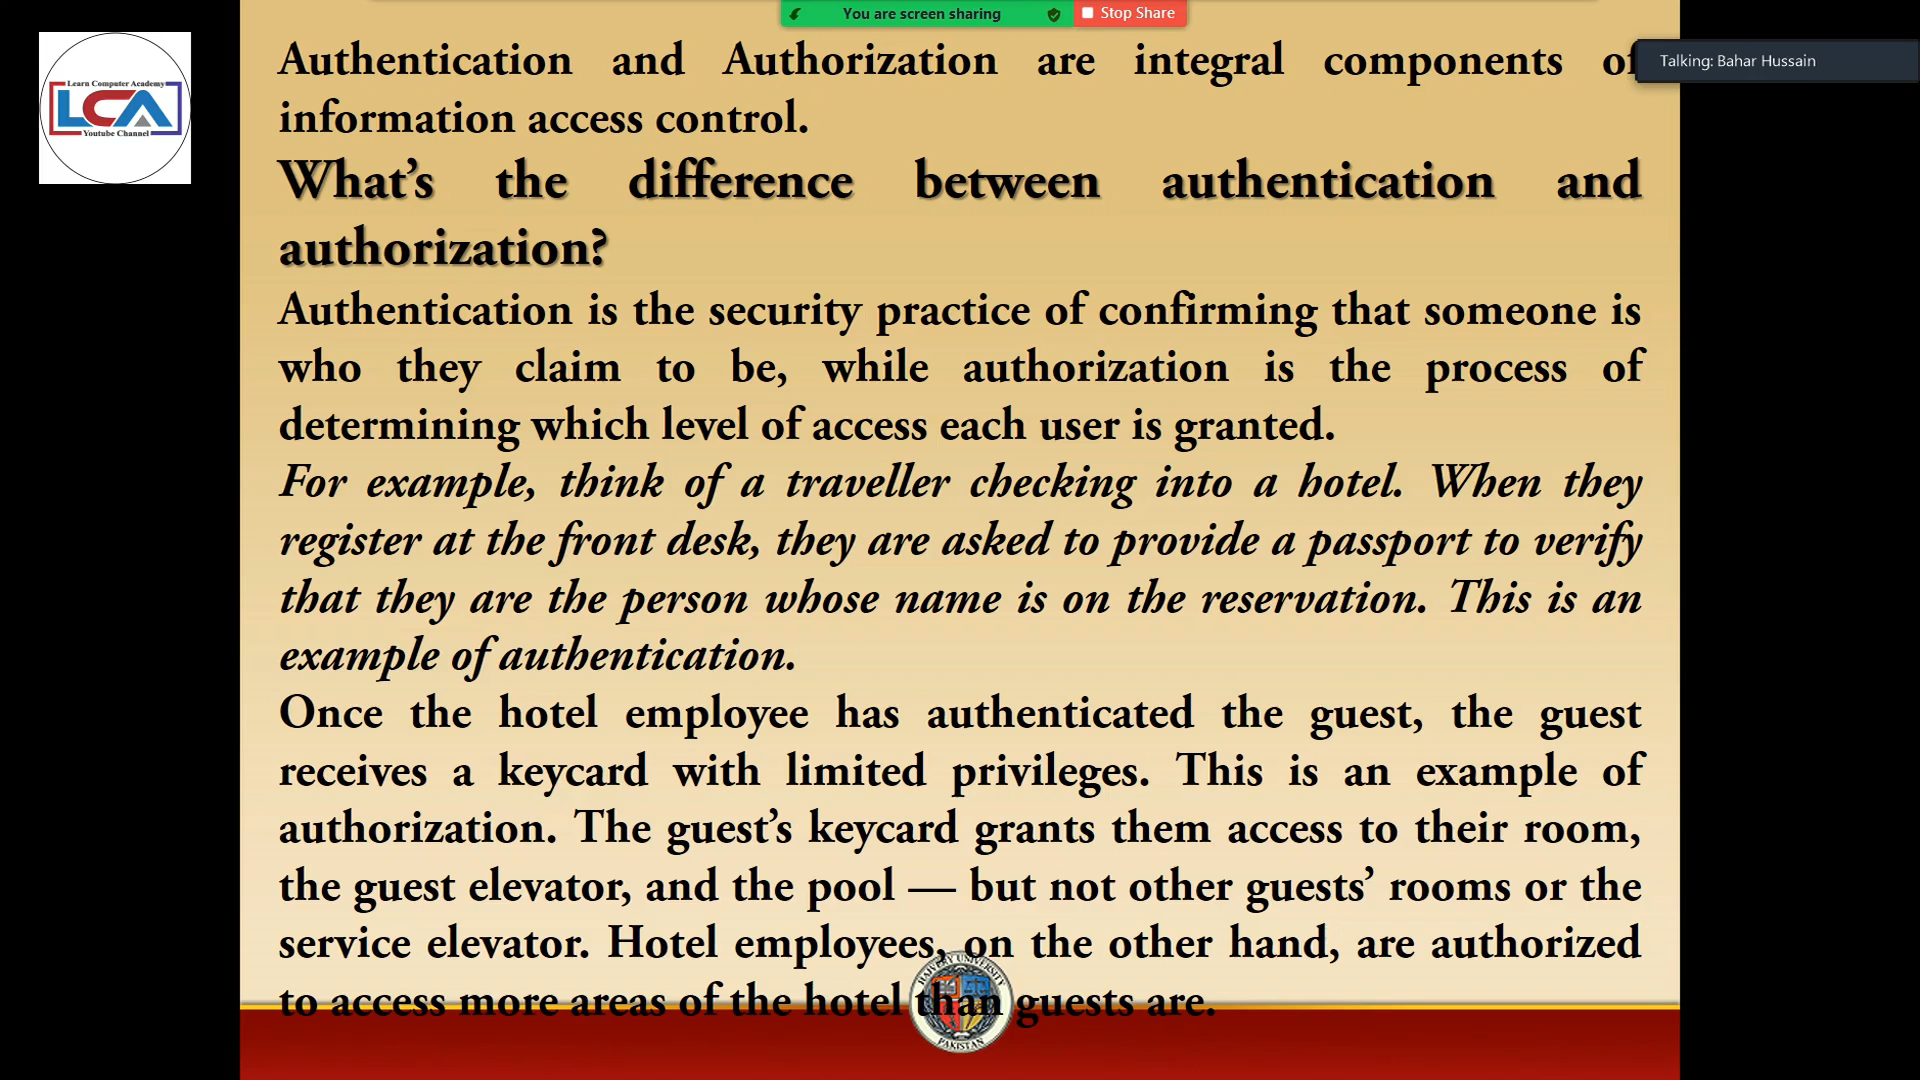 You are screen sharing
Stop Share
Talking: Bahar Hussain
Learn Computer Academy
LCA
Youtube Channel
Authentication and Authorization are integral components of
information access control.
What’s the difference between authentication and
authorization?
Authentication is the security practice of confirming that someone is
who they claim to be, while authorization is the process of
determining which level of access each user is granted.
For example, think of a traveller checking into a hotel. When they
register at the front desk, they are asked to provide a passport to verify
that they are the person whose name is on the reservation. This is an
example of authentication.
Once the hotel employee has authenticated the guest, the guest
receives a keycard with limited privileges. This is an example of
authorization. The guest’s keycard grants them access to their room,
the guest elevator, and the pool — but not other guests’ rooms or the
service elevator. Hotel employees, on the other hand, are authorized
to access more areas of the hotel than guests are.
UNIVERSITY
PAKISTAN